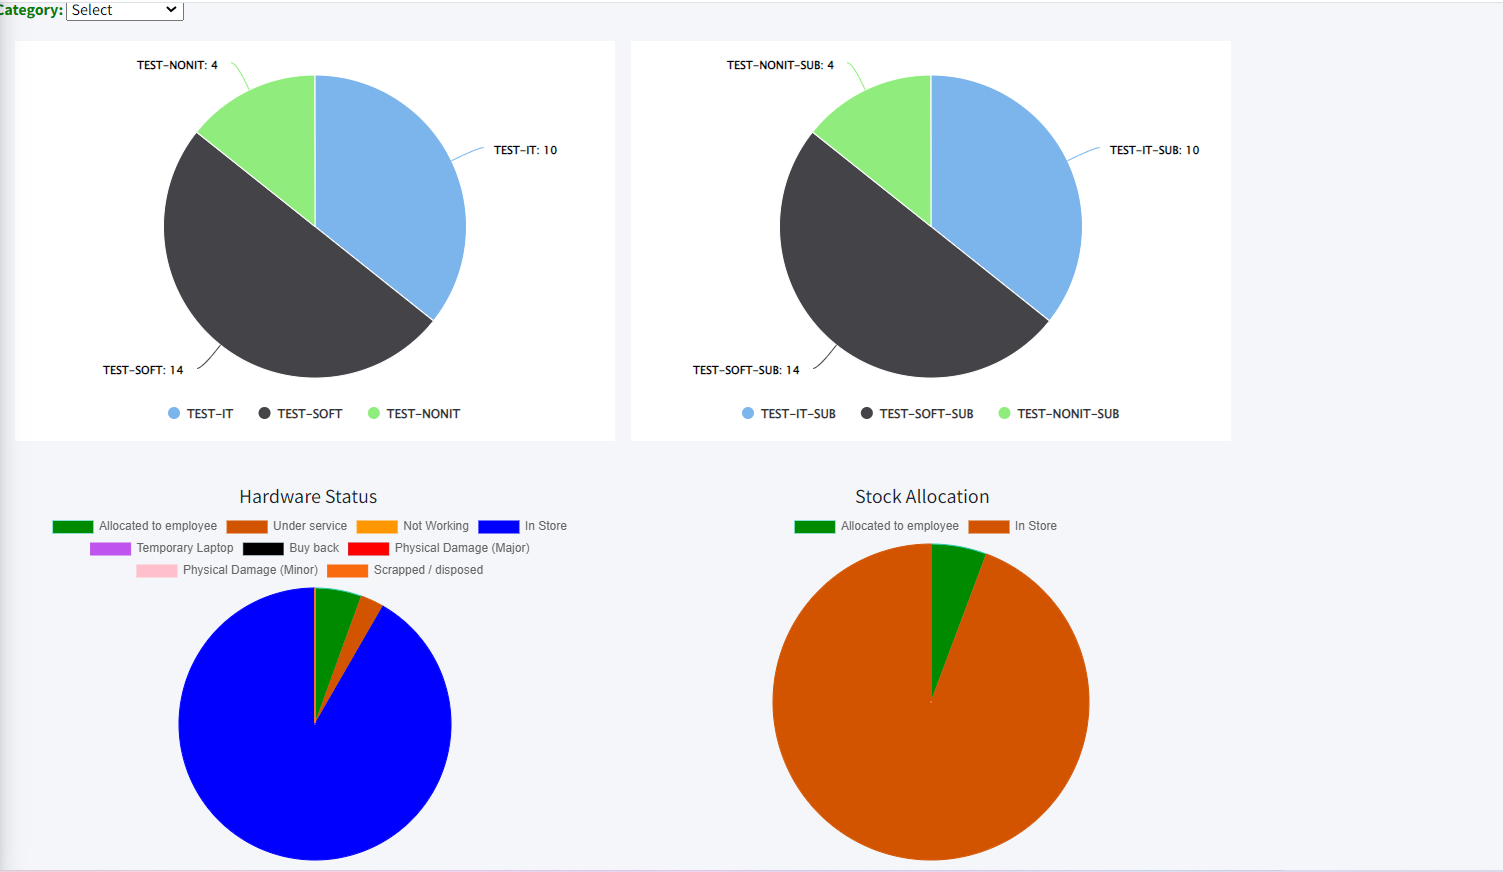 Category: Select
TEST-NONIT: 4
TEST-IT: 10
TEST-SOFT: 14
TEST-IT TEST-SOFT TEST-NONIT
TEST-NONIT-SUB: 4
TEST-IT-SUB: 10
TEST-SOFT-SUB: 14
TEST-IT-SUB TEST-SOFT-SUB TEST-NONIT-SUB
Hardware Status
Allocated to employee Under service Not Working In Store
Temporary Laptop Buy back Physical Damage (Major)
Physical Damage (Minor) Scrapped / disposed
Stock Allocation
Allocated to employee In Store